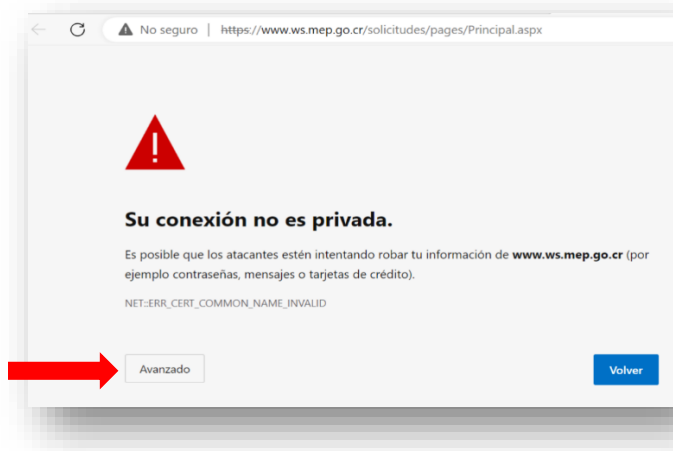 No seguro | https://www.ws.mep.go.cr/solicitudes/pages/Principal.aspx
Su conexión no es privada.
Es posible que los atacantes estén intentando robar tu información de www.ws.mep.go.cr (por
ejemplo contraseñas, mensajes o tarjetas de crédito).
NET::ERR_CERT_COMMON_NAME_INVALID
Avanzado
Volver